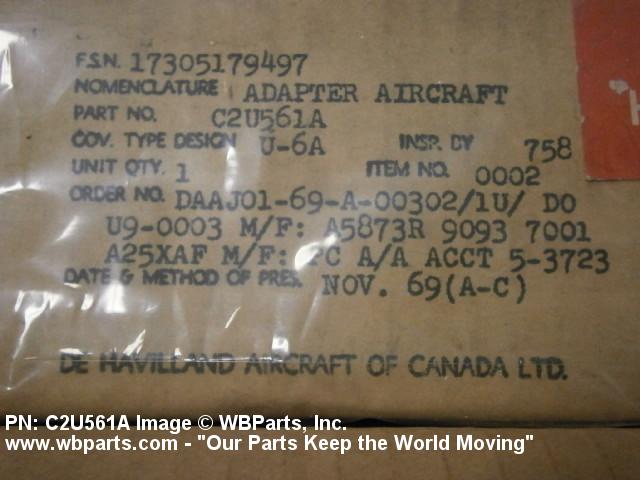 F.S.N. 17305179497
NOMENCLATURE ADAPTER AIRCRAFT
PART NO. C2U561A
GOV. TYPE DESIGN U-6A INSP. BY 758
UNIT QTY. 1 ITEM NO. 0002
ORDER NO. DAAJ01-69-A-00302/1U/ DO
U9-0003 M/F: A5873R 9093 7001
A25XAF M/F: PC A/A ACCT 5-3723
DATE & METHOD OF PRES. NOV. 69(A-C)
DE HAVILLAND AIRCRAFT OF CANADA LTD.
PN: C2U561A Image © WBParts, Inc.
www.wbparts.com - "Our Parts Keep the World Moving"